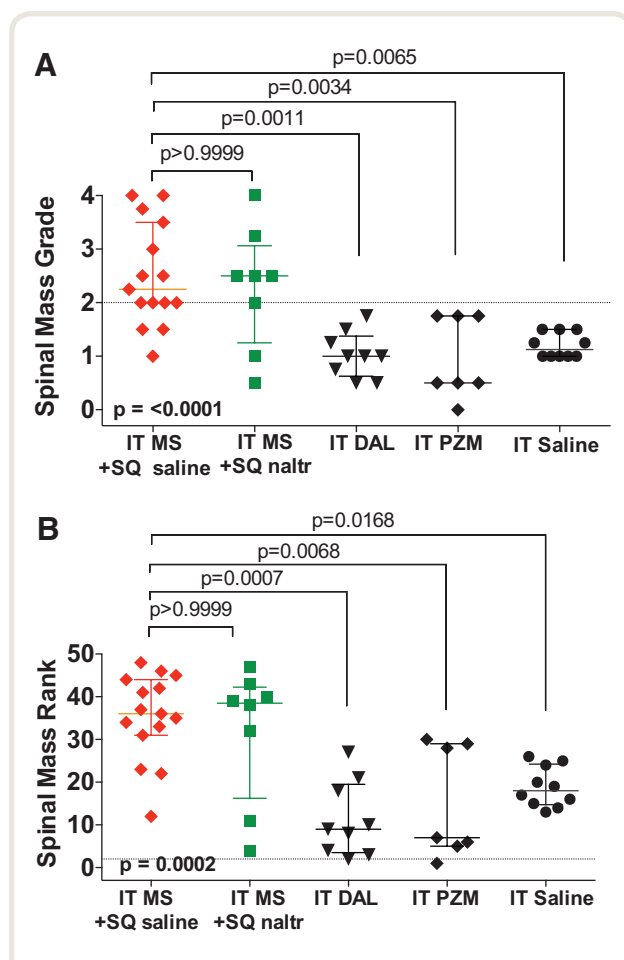 A
p=0.0065
p=0.0034
p=0.0011
p>0.9999
Spinal Mass Grade
4
3
2
1
0
p = <0.0001
IT MS
+SQ saline
IT MS
+SQ naltr
IT DAL
IT PZM
IT Saline
B
p=0.0168
p=0.0068
p=0.0007
p>0.9999
Spinal Mass Rank
50
40
30
20
10
0
p = 0.0002
IT MS
+SQ saline
IT MS
+SQ naltr
IT DAL
IT PZM
IT Saline